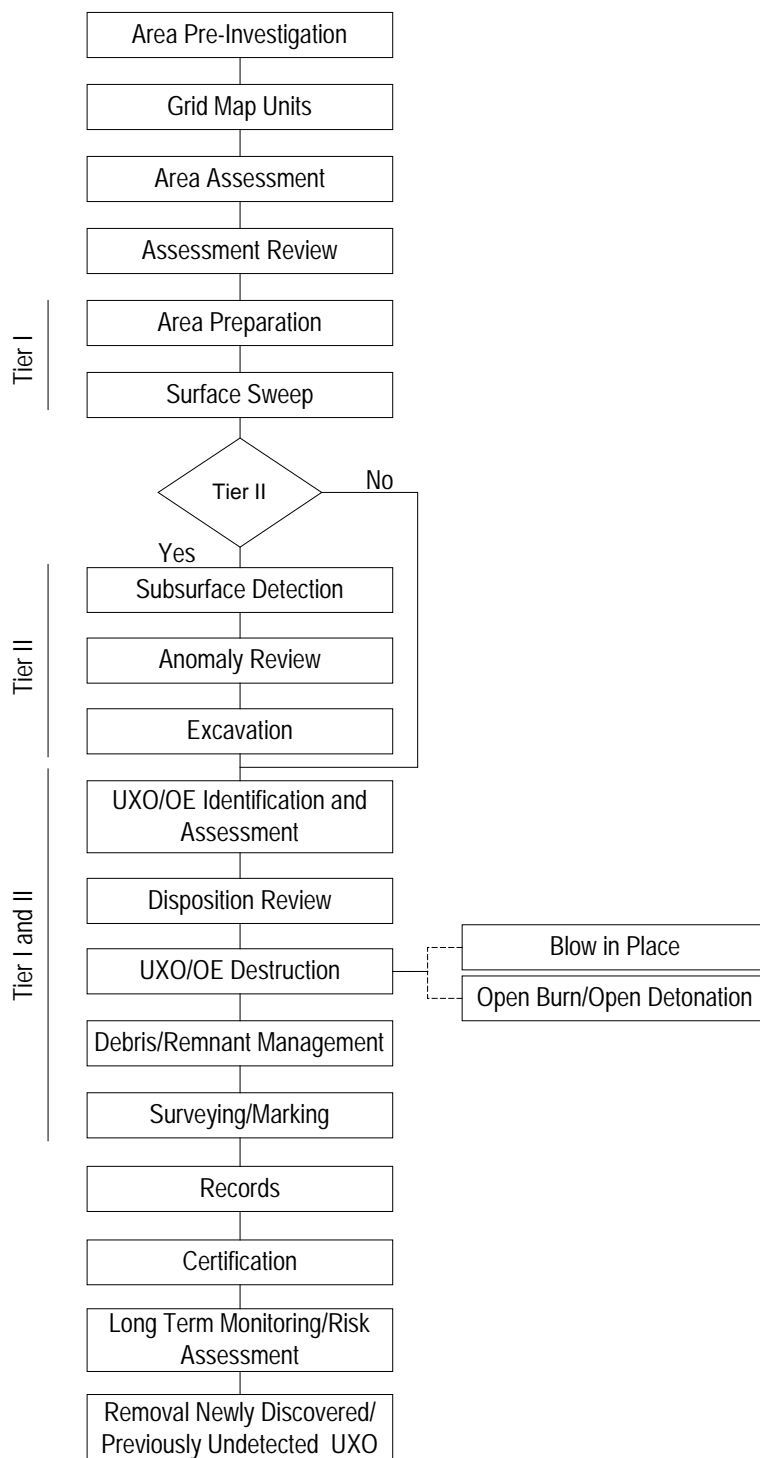 Area Pre-Investigation
Grid Map Units
Area Assessment
Assessment Review
Tier I
Area Preparation
Surface Sweep
Tier II
No
Yes
Tier II
Subsurface Detection
Anomaly Review
Excavation
Tier I and II
UXO/OE Identification and
Assessment
Disposition Review
UXO/OE Destruction
Blow in Place
Open Burn/Open Detonation
Debris/Remnant Management
Surveying/Marking
Records
Certification
Long Term Monitoring/Risk
Assessment
Removal Newly Discovered/
Previously Undetected UXO